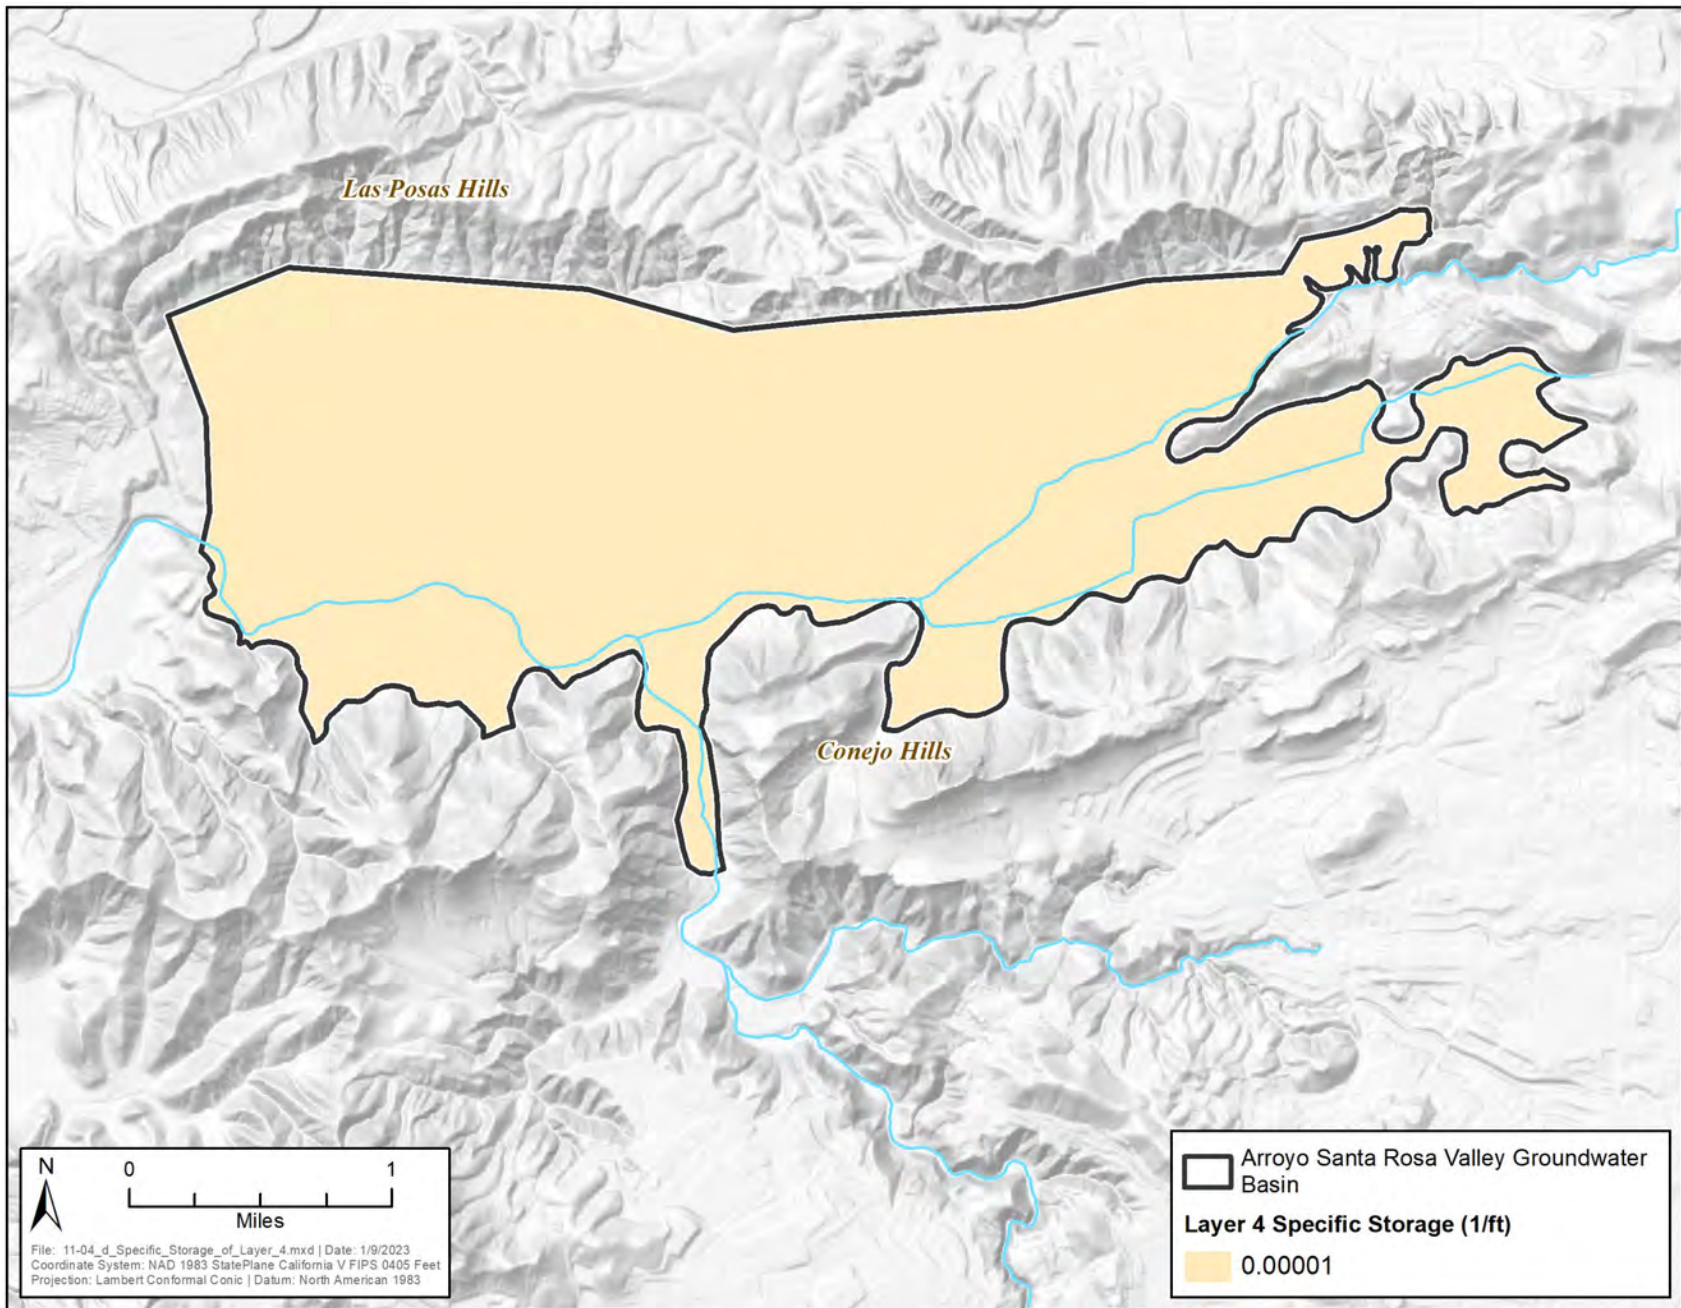 Las Posas Hills
Conejo Hills
N
0 1
Miles
File: 11-04_d_Specific_Storage_of_Layer_4.mxd | Date: 1/9/2023
Coordinate System: NAD 1983 StatePlane California V FIPS 0405 Feet
Projection: Lambert Conformal Conic | Datum: North American 1983
Arroyo Santa Rosa Valley Groundwater
Basin
Layer 4 Specific Storage (1/ft)
0.00001